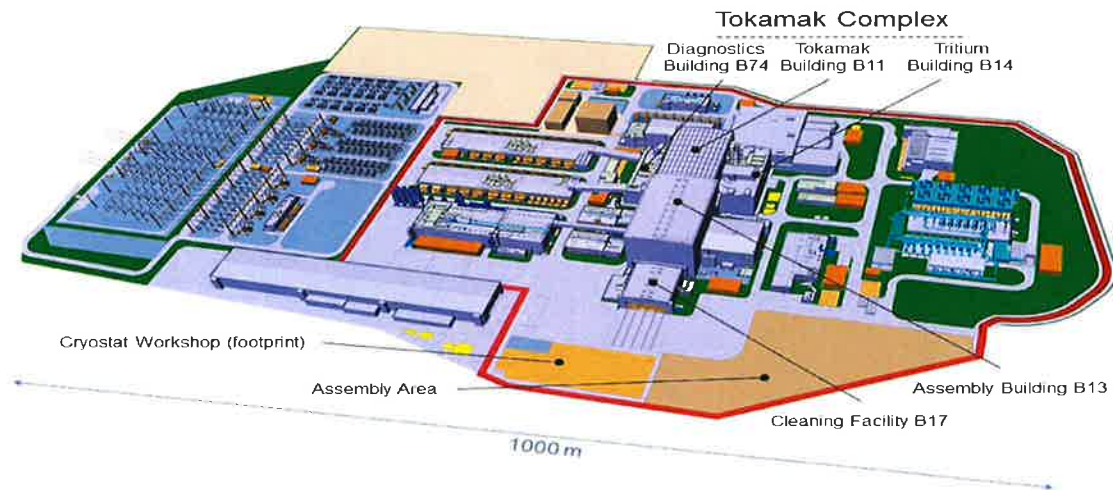 Tokamak Complex
Diagnostics
Building B74
Tokamak
Building B11
Tritium
Building B14
Cryostat Workshop (footprint)
Assembly Area
Assembly Building B13
Cleaning Facility B17
1000 m